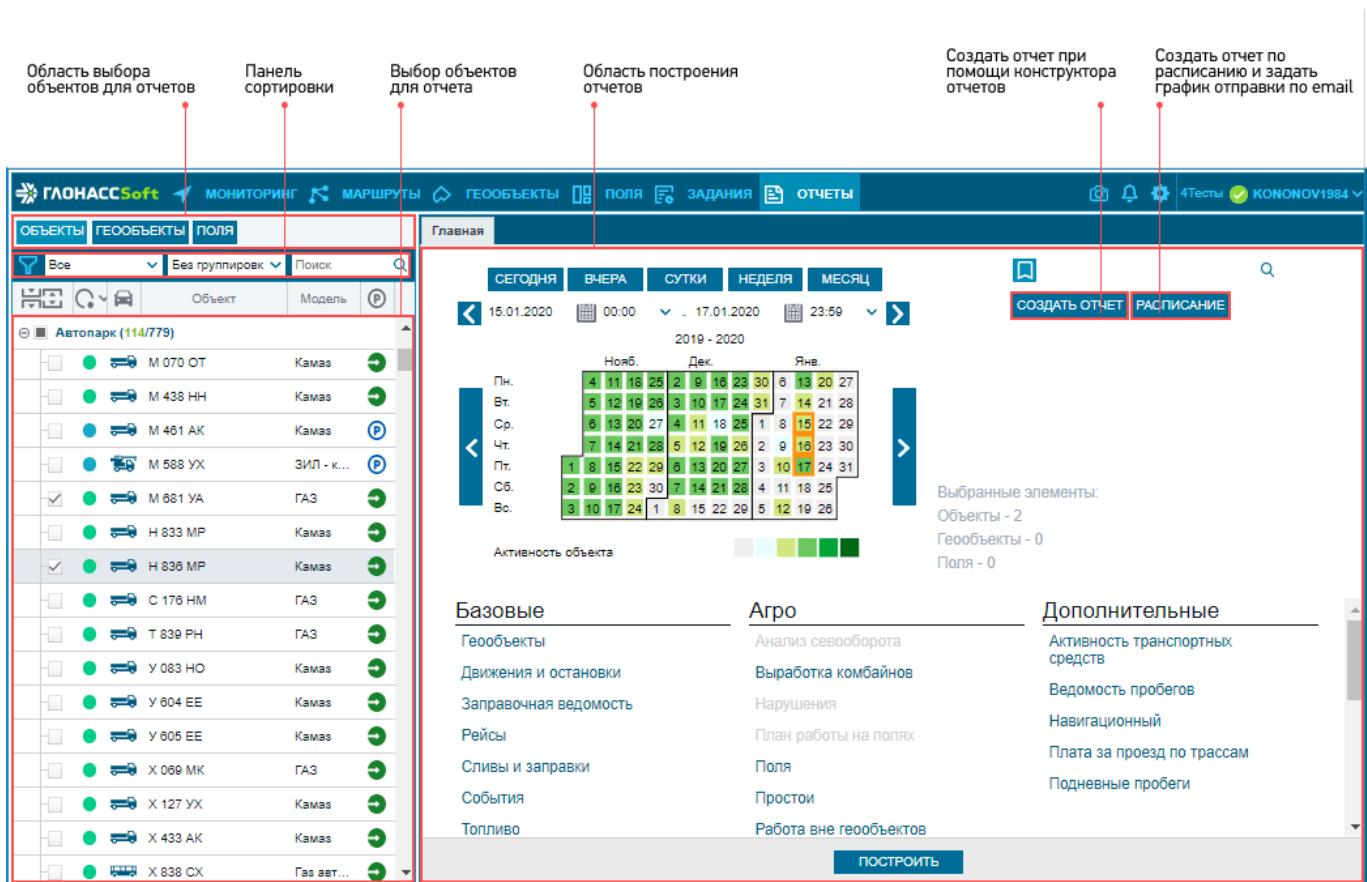 Область выбора
объектов для отчетов
Панель
сортировки
Выбор объектов
для отчета
Область построения
отчетов
Создать отчет при
помощи конструктора
отчетов
Создать отчет по
расписанию и задать
график отправки по email
ГЛОНАССSoft МОНИТОРИНГ МАРШРУТЫ ГЕООБЪЕКТЫ ПОЛЯ ЗАДАНИЯ ОТЧЕТЫ 4Тесты KONONOV1984
ОБЪЕКТЫ ГЕООБЪЕКТЫ ПОЛЯ
Все Без группировк Поиск
Объект Модель P
Автопарк (114/779)
М 070 ОТ Камаз
М 438 НН Камаз
М 461 АК Камаз P
М 588 УХ ЗИЛ - к... P
М 681 УА ГАЗ
Н 833 МР Камаз
Н 836 МР Камаз
С 176 НМ ГАЗ
Т 839 РН ГАЗ
У 083 НО Камаз
У 604 ЕЕ Камаз
У 605 ЕЕ Камаз
Х 069 МК ГАЗ
Х 127 УХ Камаз
Х 433 АК Камаз
Х 838 СХ Газ авт...
Главная
СЕГОДНЯ ВЧЕРА СУТКИ НЕДЕЛЯ МЕСЯЦ
15.01.2020 00:00 - 17.01.2020 23:59
2019 - 2020
Нояб. Дек. Янв.
Пн. 4 11 18 25 2 9 16 23 30 6 13 20 27
Вт. 5 12 19 26 3 10 17 24 31 7 14 21 28
Ср. 6 13 20 27 4 11 18 25 1 8 15 22 29
Чт. 7 14 21 28 5 12 19 26 2 9 16 23 30
Пт. 1 8 15 22 29 6 13 20 27 3 10 17 24 31
Сб. 2 9 16 23 30 7 14 21 28 4 11 18 25
Вс. 3 10 17 24 1 8 15 22 29 5 12 19 26
Активность объекта
СОЗДАТЬ ОТЧЕТ РАСПИСАНИЕ
Выбранные элементы:
Объекты - 2
Геообъекты - 0
Поля - 0
Базовые
Геообъекты
Движения и остановки
Заправочная ведомость
Рейсы
Сливы и заправки
События
Топливо
Агро
Анализ севооборота
Выработка комбайнов
Нарушения
План работы на полях
Поля
Простои
Работа вне геообъектов
Дополнительные
Активность транспортных
средств
Ведомость пробегов
Навигационный
Плата за проезд по трассам
Подневные пробеги
ПОСТРОИТЬ